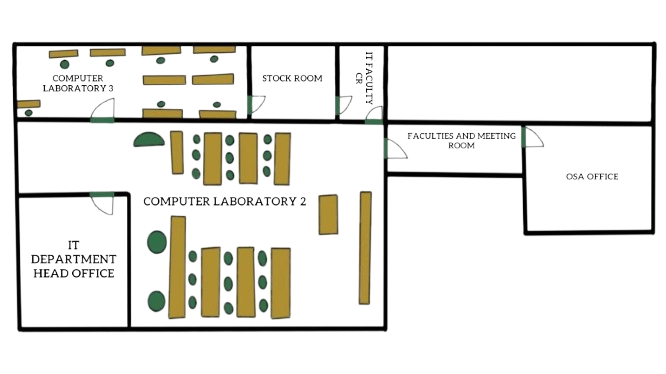 COMPUTER
LABORATORY 3
STOCK ROOM
IT FACULTY
CR
FACULTIES AND MEETING
ROOM
OSA OFFICE
COMPUTER LABORATORY 2
IT
DEPARTMENT
HEAD OFFICE